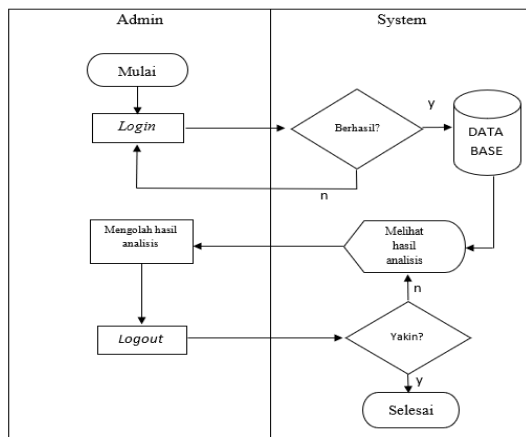 Admin
System
Mulai
Login
Berhasil?
y
DATA
BASE
n
Mengolah hasil
analisis
Melihat
hasil
analisis
n
Logout
Yakin?
y
Selesai